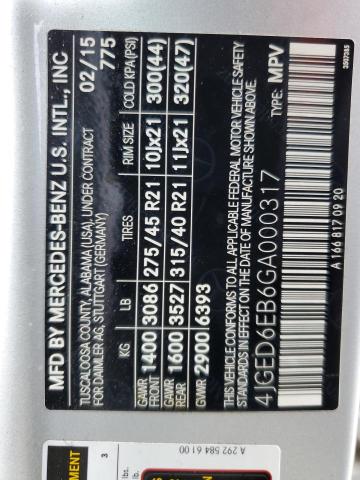 MFD BY MERCEDES-BENZ U.S. INTL., INC
TUSCALOOSA COUNTY, ALABAMA (USA), UNDER CONTRACT 02/15
FOR DAIMLER AG, STUTTGART (GERMANY) 775
KG LB TIRES RIM SIZE COLD KPA (PSI)
GAWR FRONT 1400 3086 275/45 R21 10Jx21 300(44)
GAWR REAR 1600 3527 315/40 R21 11Jx21 320(47)
GVWR 2900 6393
THIS VEHICLE CONFORMS TO ALL APPLICABLE FEDERAL MOTOR VEHICLE SAFETY
STANDARDS IN EFFECT ON THE DATE OF MANUFACTURE SHOWN ABOVE.
4JGED6EB6GA000317 TYPE: MPV
A 166 817 09 20
3507385
A 292 584 61 00
3
lbs.